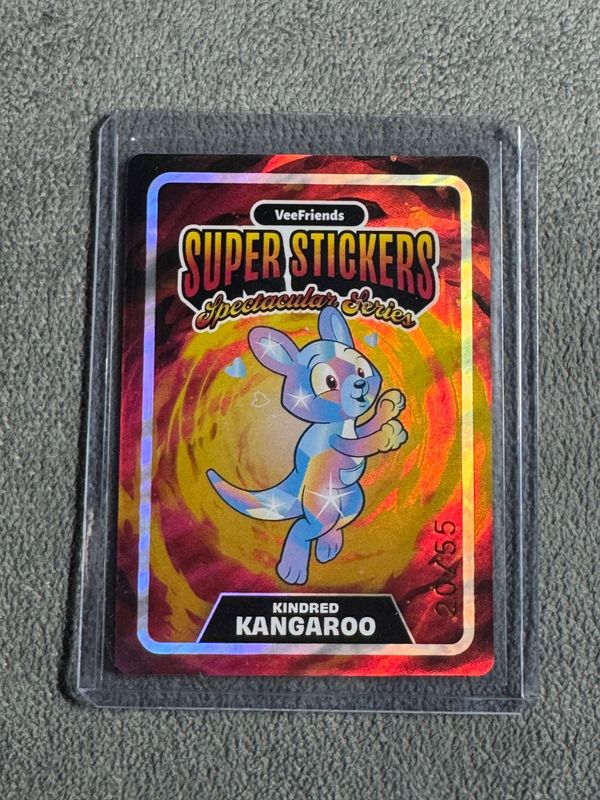 VeeFriends
SUPER STICKERS
Spectacular Series
20/55
KINDRED
KANGAROO